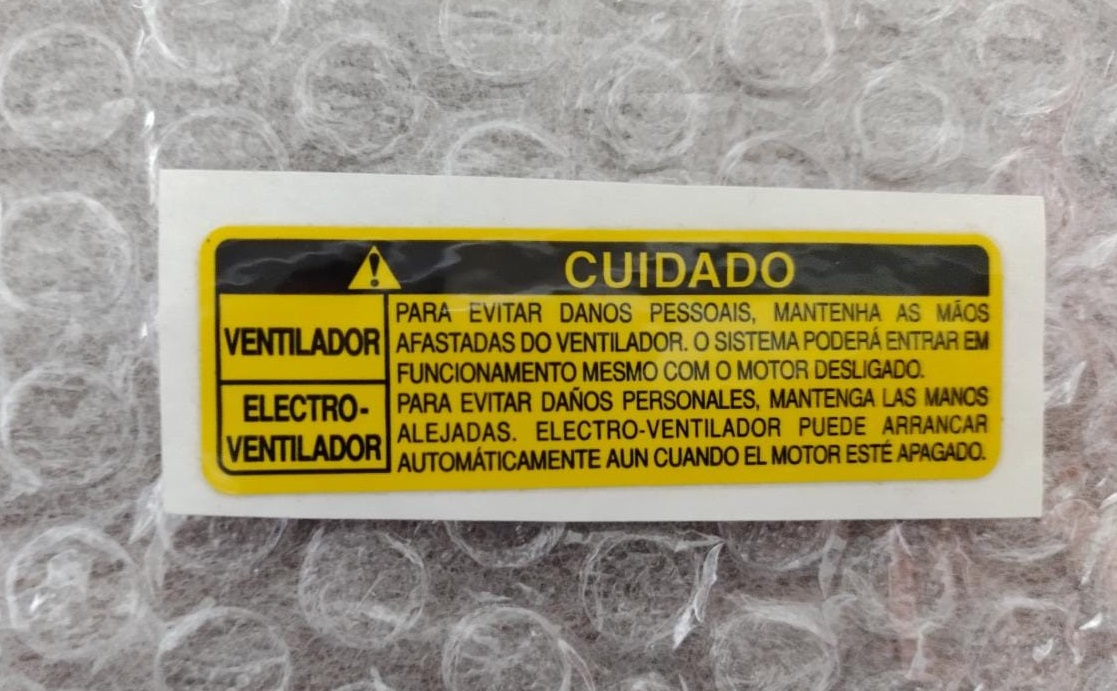 CUIDADO
VENTILADOR
PARA EVITAR DANOS PESSOAIS, MANTENHA AS MÃOS
AFASTADAS DO VENTILADOR. O SISTEMA PODERÁ ENTRAR EM
FUNCIONAMENTO MESMO COM O MOTOR DESLIGADO.
ELECTRO-
VENTILADOR
PARA EVITAR DAÑOS PERSONALES, MANTENGA LAS MANOS
ALEJADAS. ELECTRO-VENTILADOR PUEDE ARRANCAR
AUTOMÁTICAMENTE AUN CUANDO EL MOTOR ESTÉ APAGADO.